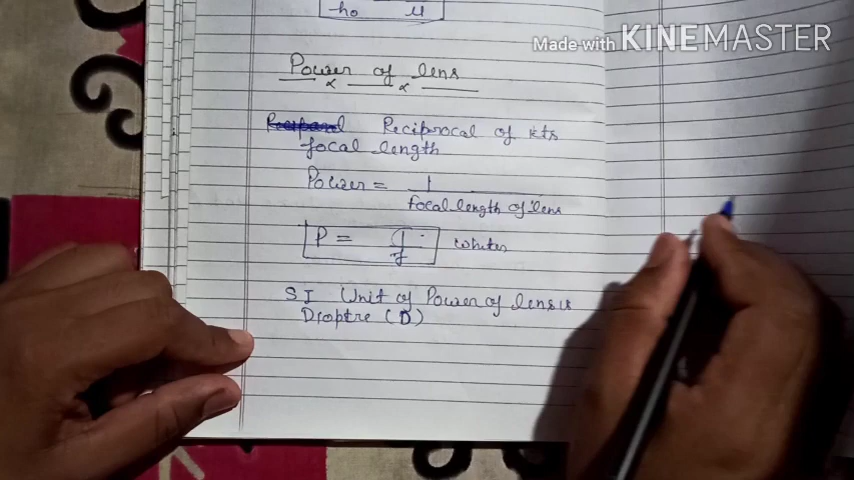 ho u
Made with KINEMASTER
Power of lens
Reciprocal of its
focal length
Power = 1
focal length of lens
P = 1
f
SI Unit of Power of lens is
Dioptre (D)